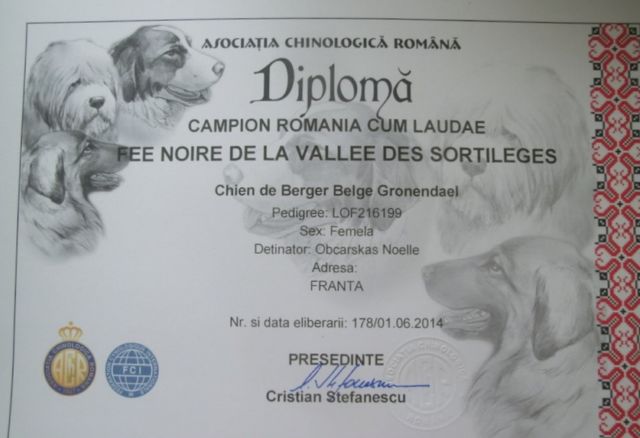 ASOCIAȚIA CHINOLOGICĂ ROMÂNĂ
Diplomă
CAMPION ROMANIA CUM LAUDAE
FEE NOIRE DE LA VALLEE DES SORTILEGES
Chien de Berger Belge Gronendael
Pedigree: LOF216199
Sex: Femela
Detinator: Obcarskas Noelle
Adresa:
FRANTA
Nr. si data eliberarii: 178/01.06.2014
PRESEDINTE
Cristian Stefanescu
FCI